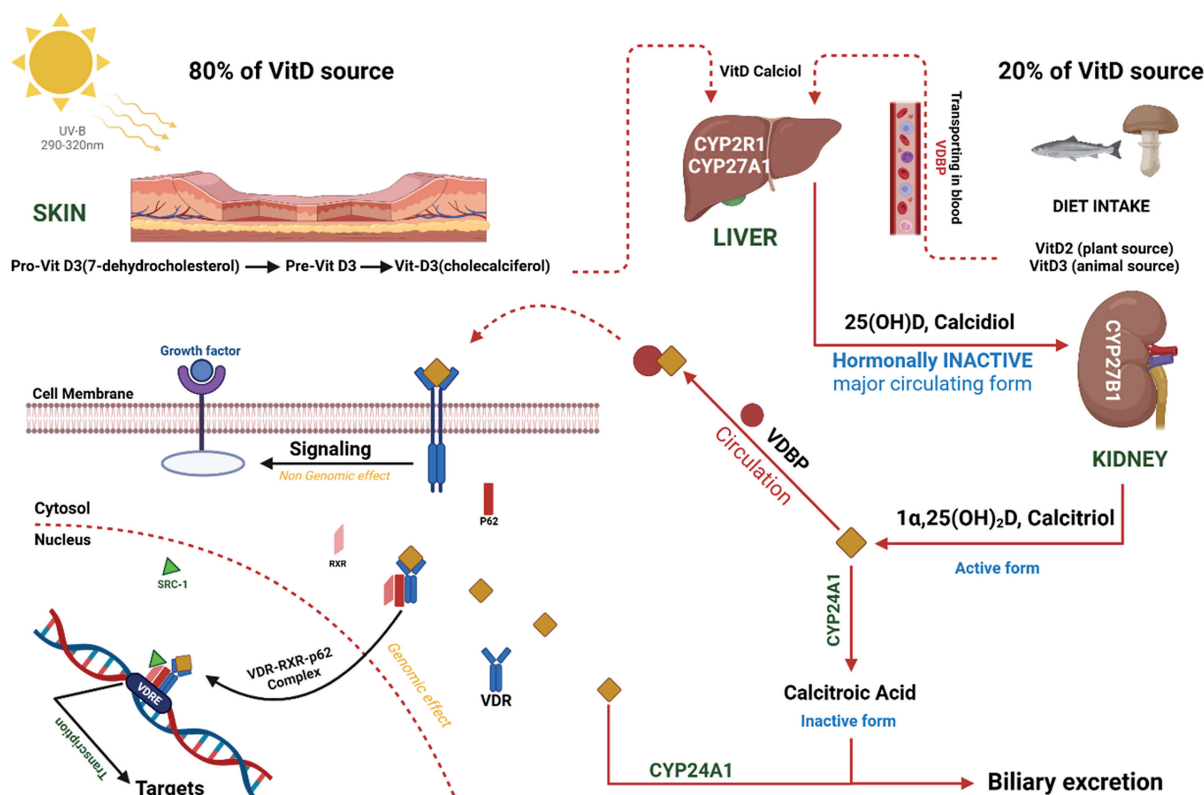 80% of VitD source
UV-B
290-320nm
SKIN
Pro-Vit D3(7-dehydrocholesterol) → Pre-Vit D3 → Vit-D3(cholecalciferol)
VitD Calciol
CYP2R1
CYP27A1
LIVER
Transporting in blood
VDBP
20% of VitD source
DIET INTAKE
VitD2 (plant source)
VitD3 (animal source)
25(OH)D, Calcidiol
Hormonally INACTIVE
major circulating form
CYP27B1
KIDNEY
1α,25(OH)₂D, Calcitriol
Active form
VDBP
Circulation
CYP24A1
Calcitroic Acid
Inactive form
CYP24A1
Biliary excretion
Growth factor
Cell Membrane
Signaling
Non Genomic effect
P62
Cytosol
Nucleus
RXR
SRC-1
VDR-RXR-p62
Complex
Genomic effect
VDR
VDRE
Transcription
Targets